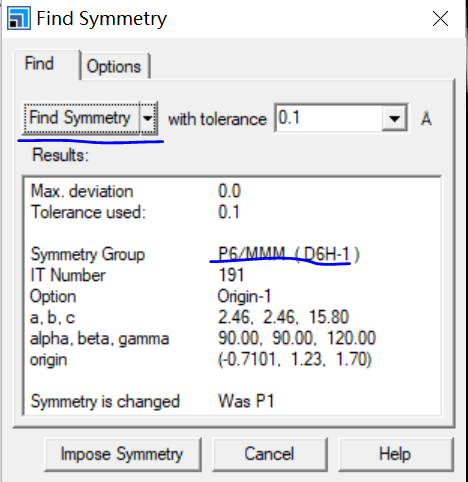 Find Symmetry
Find
Options
Find Symmetry with tolerance 0.1 Å
Results:
Max. deviation 0.0
Tolerance used: 0.1
Symmetry Group P6/MMM ( D6H-1 )
IT Number 191
Option Origin-1
a, b, c 2.46, 2.46, 15.80
alpha, beta, gamma 90.00, 90.00, 120.00
origin (-0.7101, 1.23, 1.70)
Symmetry is changed Was P1
Impose Symmetry Cancel Help